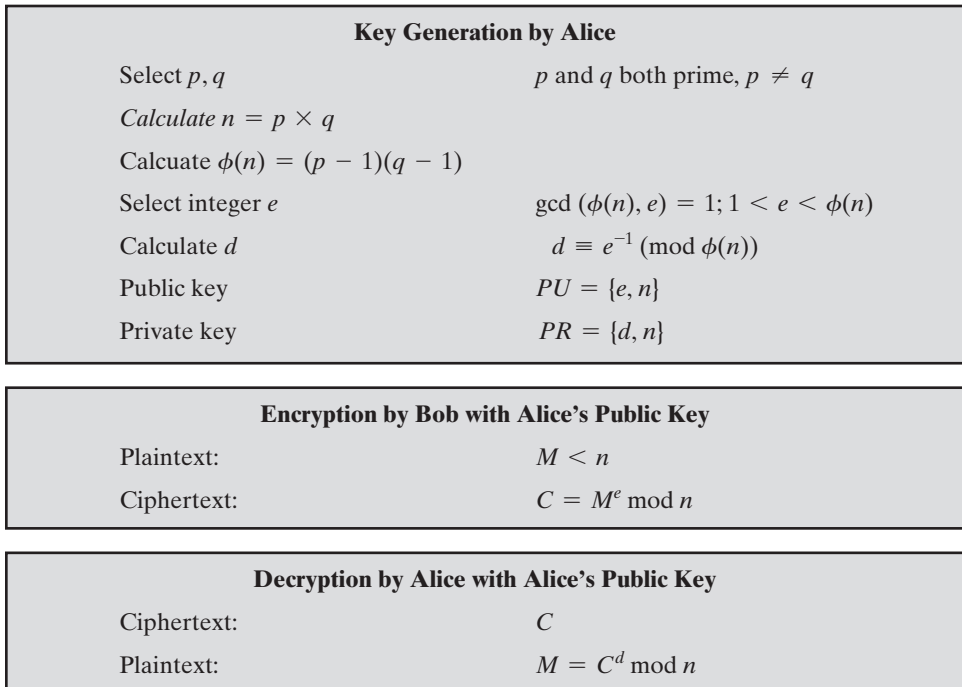 Key Generation by Alice
Select p, q p and q both prime, p ≠ q
Calculate n = p × q
Calcuate ϕ(n) = (p − 1)(q − 1)
Select integer e gcd (ϕ(n), e) = 1; 1 < e < ϕ(n)
Calculate d d ≡ e⁻¹ (mod ϕ(n))
Public key PU = {e, n}
Private key PR = {d, n}
Encryption by Bob with Alice’s Public Key
Plaintext: M < n
Ciphertext: C = Mᵉ mod n
Decryption by Alice with Alice’s Public Key
Ciphertext: C
Plaintext: M = Cᵈ mod n